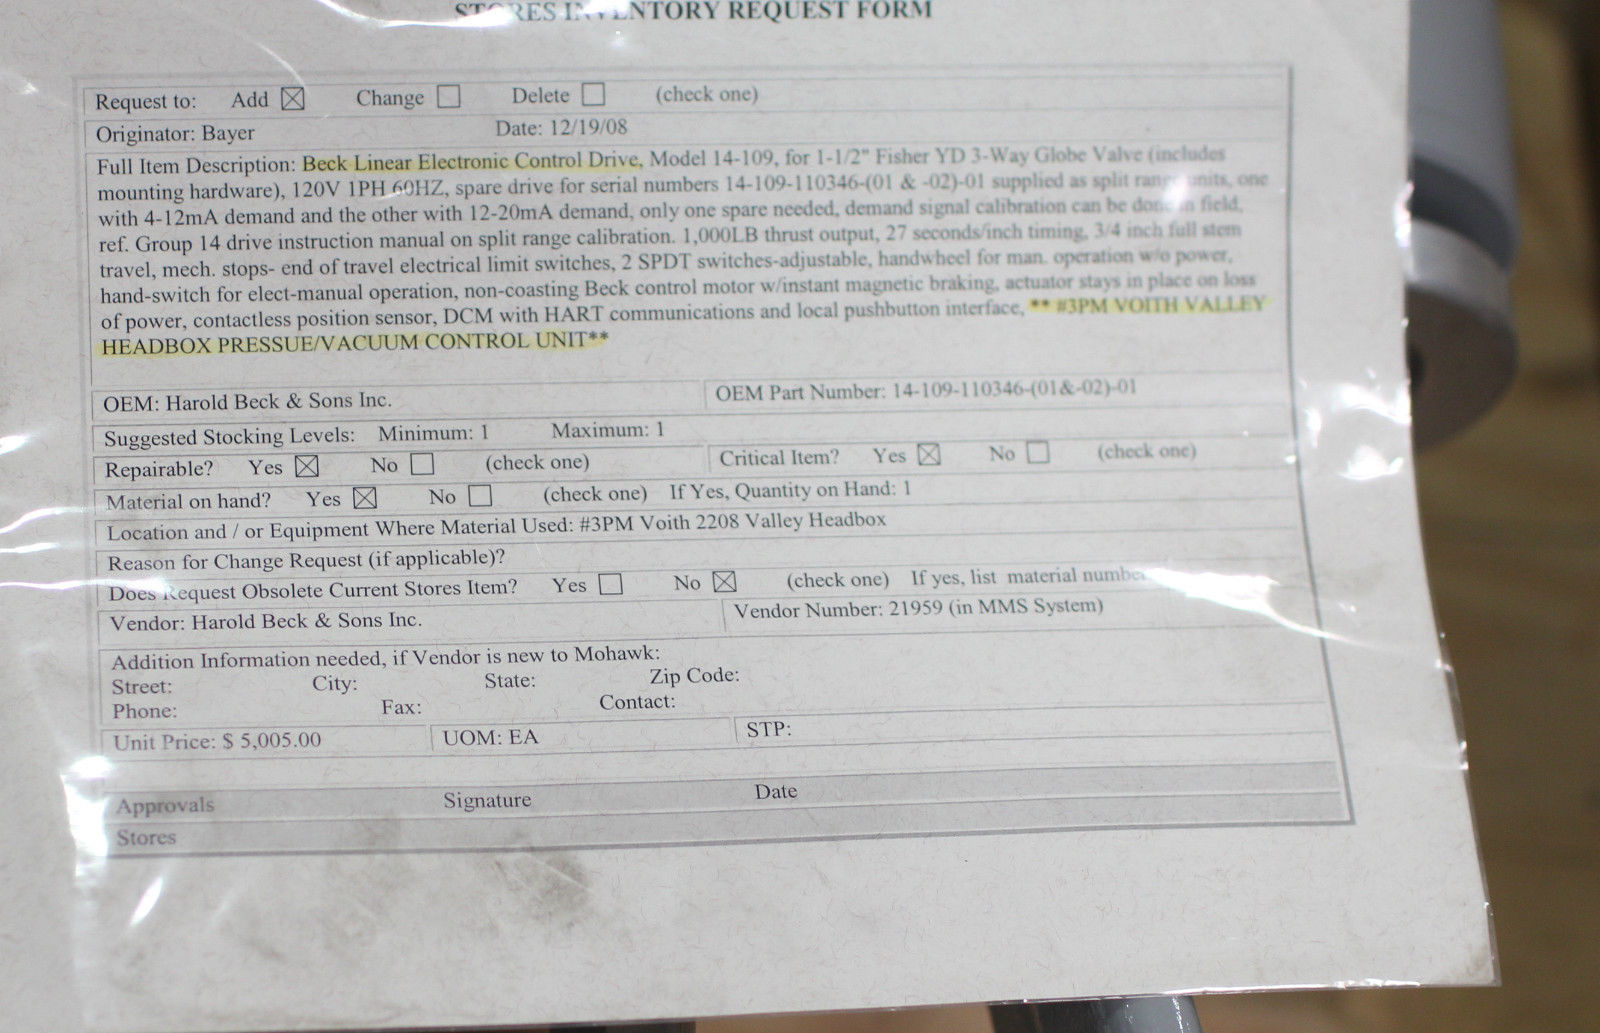 STORES INVENTORY REQUEST FORM
Request to: Add ☒ Change ☐ Delete ☐ (check one)
Originator: Bayer Date: 12/19/08
Full Item Description: Beck Linear Electronic Control Drive, Model 14-109, for 1-1/2" Fisher YD 3-Way Globe Valve (includes
mounting hardware), 120V 1PH 60HZ, spare drive for serial numbers 14-109-110346-(01 & -02)-01 supplied as split range units, one
with 4-12mA demand and the other with 12-20mA demand, only one spare needed, demand signal calibration can be done in field,
ref. Group 14 drive instruction manual on split range calibration. 1,000LB thrust output, 27 seconds/inch timing, 3/4 inch full stem
travel, mech. stops- end of travel electrical limit switches, 2 SPDT switches-adjustable, handwheel for man. operation w/o power,
hand-switch for elect-manual operation, non-coasting Beck control motor w/instant magnetic braking, actuator stays in place on loss
of power, contactless position sensor, DCM with HART communications and local pushbutton interface, ** #3PM VOITH VALLEY
HEADBOX PRESSUE/VACUUM CONTROL UNIT**
OEM: Harold Beck & Sons Inc. OEM Part Number: 14-109-110346-(01&-02)-01
Suggested Stocking Levels: Minimum: 1 Maximum: 1
Repairable? Yes ☒ No ☐ (check one) Critical Item? Yes ☒ No ☐ (check one)
Material on hand? Yes ☒ No ☐ (check one) If Yes, Quantity on Hand: 1
Location and / or Equipment Where Material Used: #3PM Voith 2208 Valley Headbox
Reason for Change Request (if applicable)?
Does Request Obsolete Current Stores Item? Yes ☐ No ☒ (check one) If yes, list material number
Vendor: Harold Beck & Sons Inc. Vendor Number: 21959 (in MMS System)
Addition Information needed, if Vendor is new to Mohawk:
Street: City: State: Zip Code:
Phone: Fax: Contact:
Unit Price: $ 5,005.00 UOM: EA STP:
Approvals Signature Date
Stores